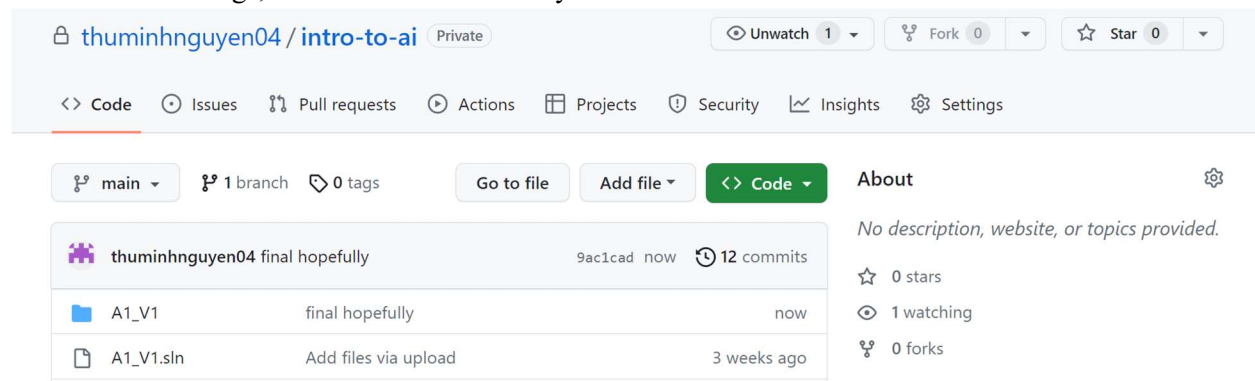 thuminhnguyen04 / intro-to-ai Private
Unwatch 1 Fork 0 Star 0
Code Issues Pull requests Actions Projects Security Insights Settings
main 1 branch 0 tags Go to file Add file Code
thuminhnguyen04 final hopefully 9ac1cad now 12 commits
A1_V1 final hopefully now
A1_V1.sln Add files via upload 3 weeks ago
About
No description, website, or topics provided.
0 stars
1 watching
0 forks